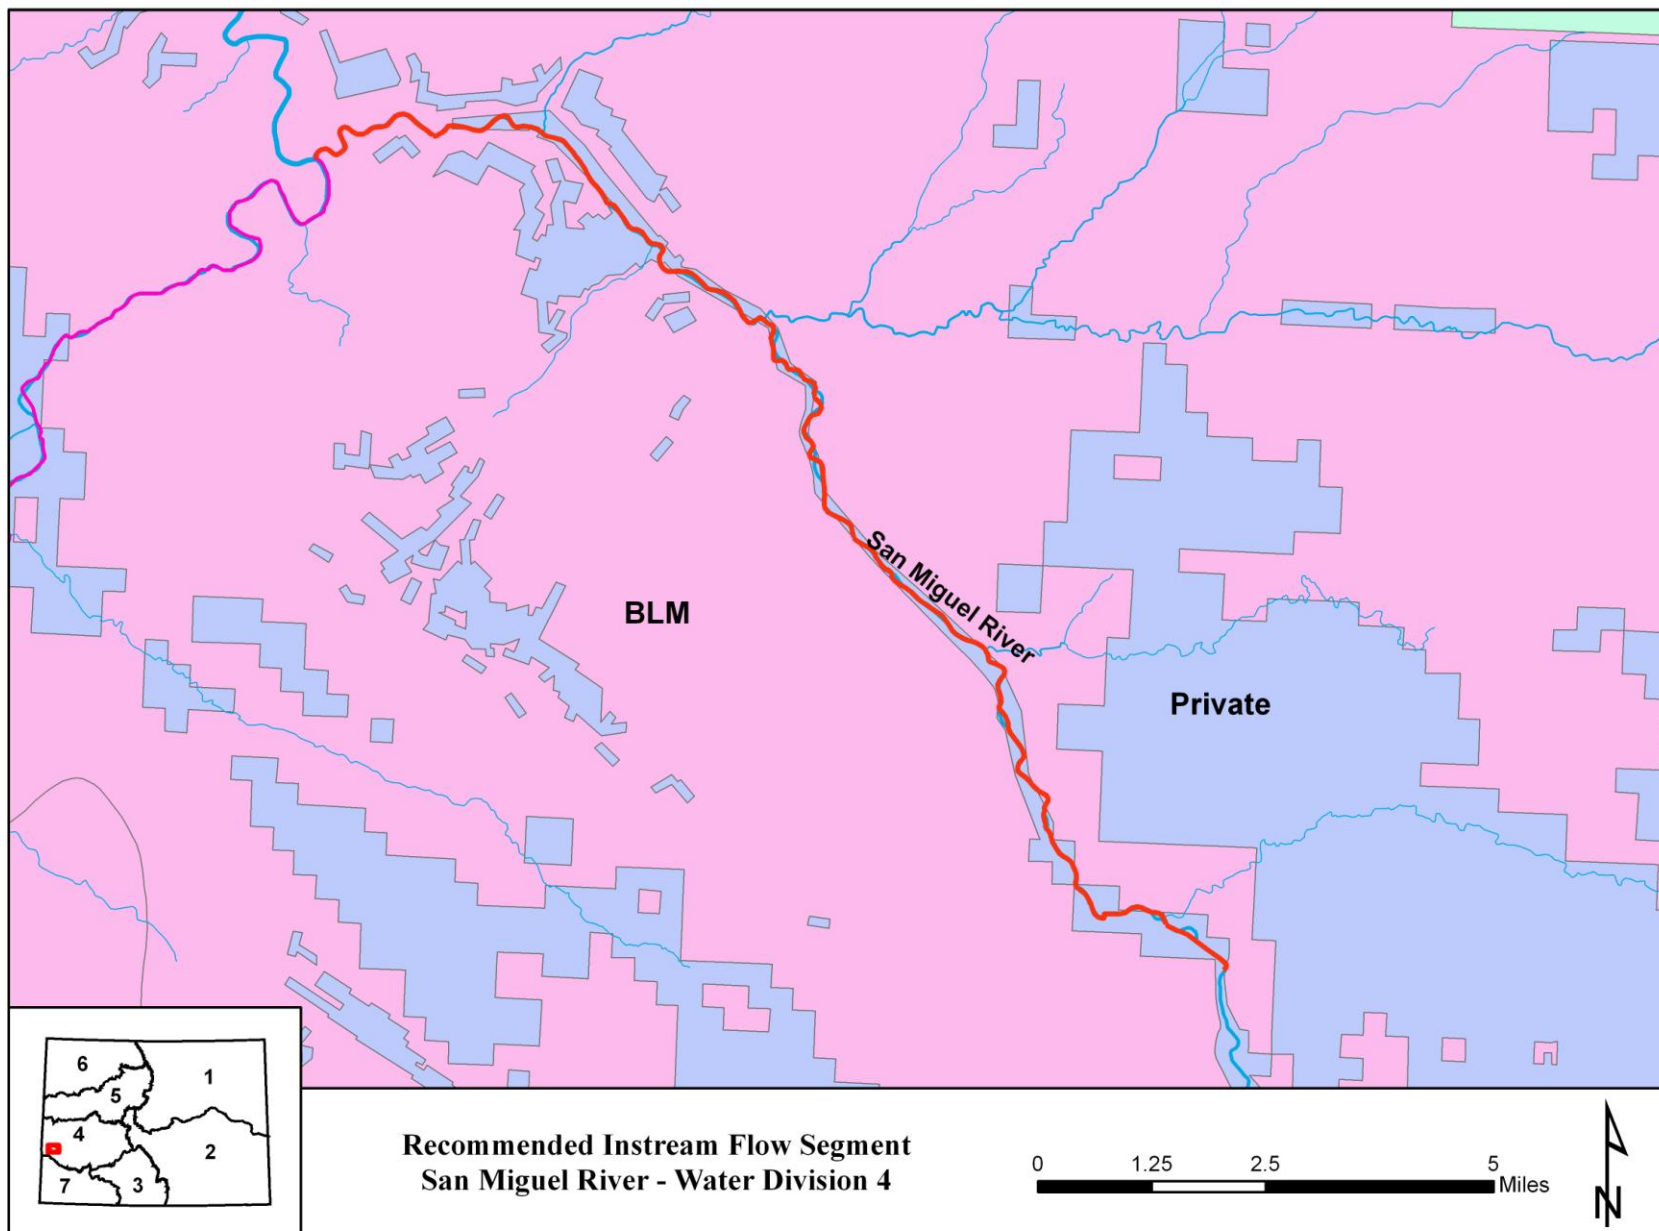 San Miguel River
BLM
Private
6
1
5
4
2
7
3
Recommended Instream Flow Segment
San Miguel River - Water Division 4
0 1.25 2.5 5
Miles
N